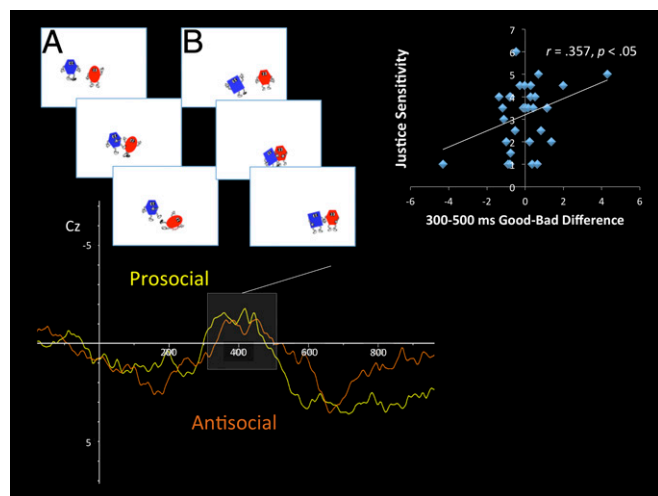 A
B
7
6
5
4
3
2
1
0
r = .357, p < .05
Justice Sensitivity
-6 -4 -2 0 2 4 6
300-500 ms Good-Bad Difference
Cz
-5
Prosocial
200 400 600 800
Antisocial
5